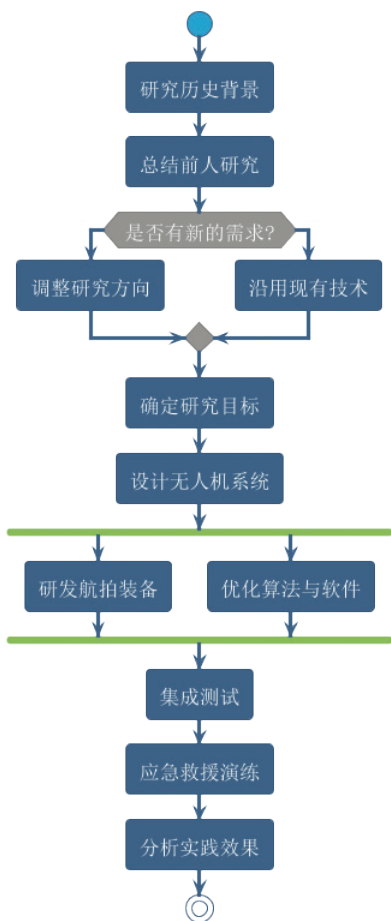 研究历史背景
总结前人研究
是否有新的需求?
调整研究方向
沿用现有技术
确定研究目标
设计无人机系统
研发航拍装备
优化算法与软件
集成测试
应急救援演练
分析实践效果